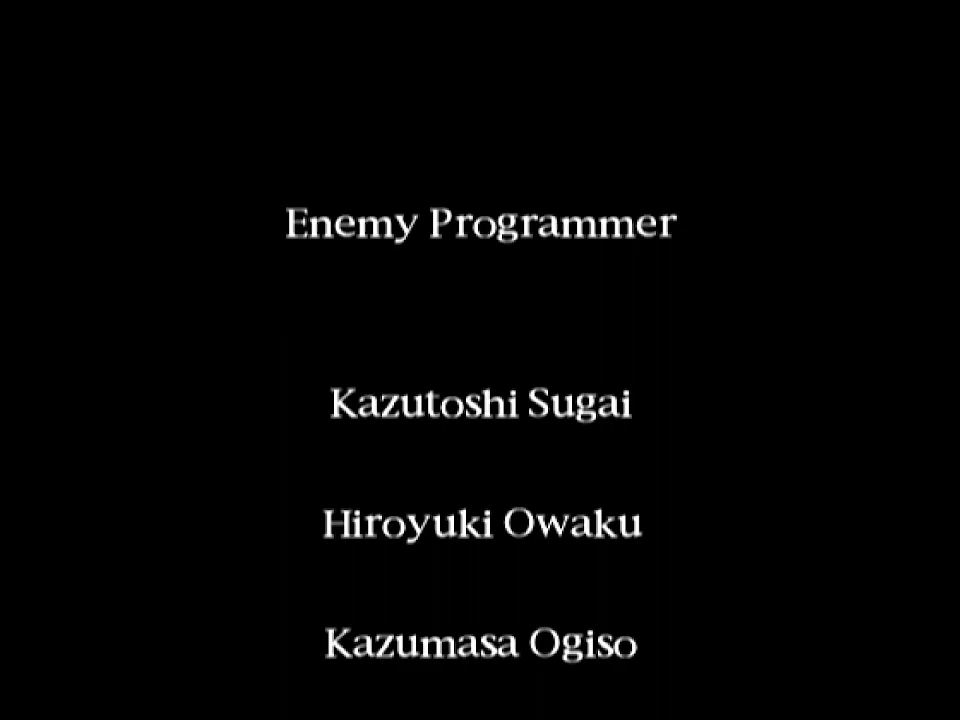 Enemy Programmer
Kazutoshi Sugai
Hiroyuki Owaku
Kazumasa Ogiso